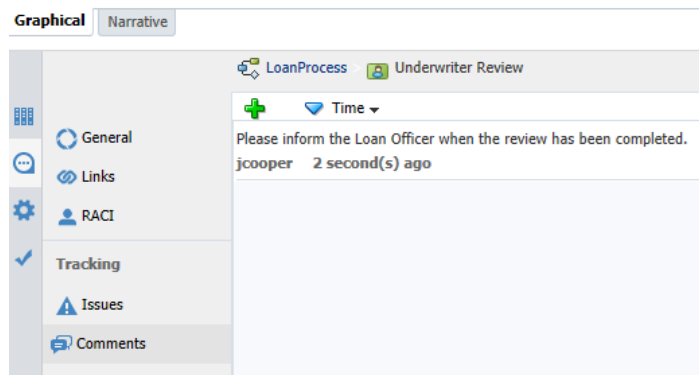 Graphical Narrative
LoanProcess Underwriter Review
Time
General
Links
RACI
Tracking
Issues
Comments
Please inform the Loan Officer when the review has been completed.
jcooper 2 second(s) ago